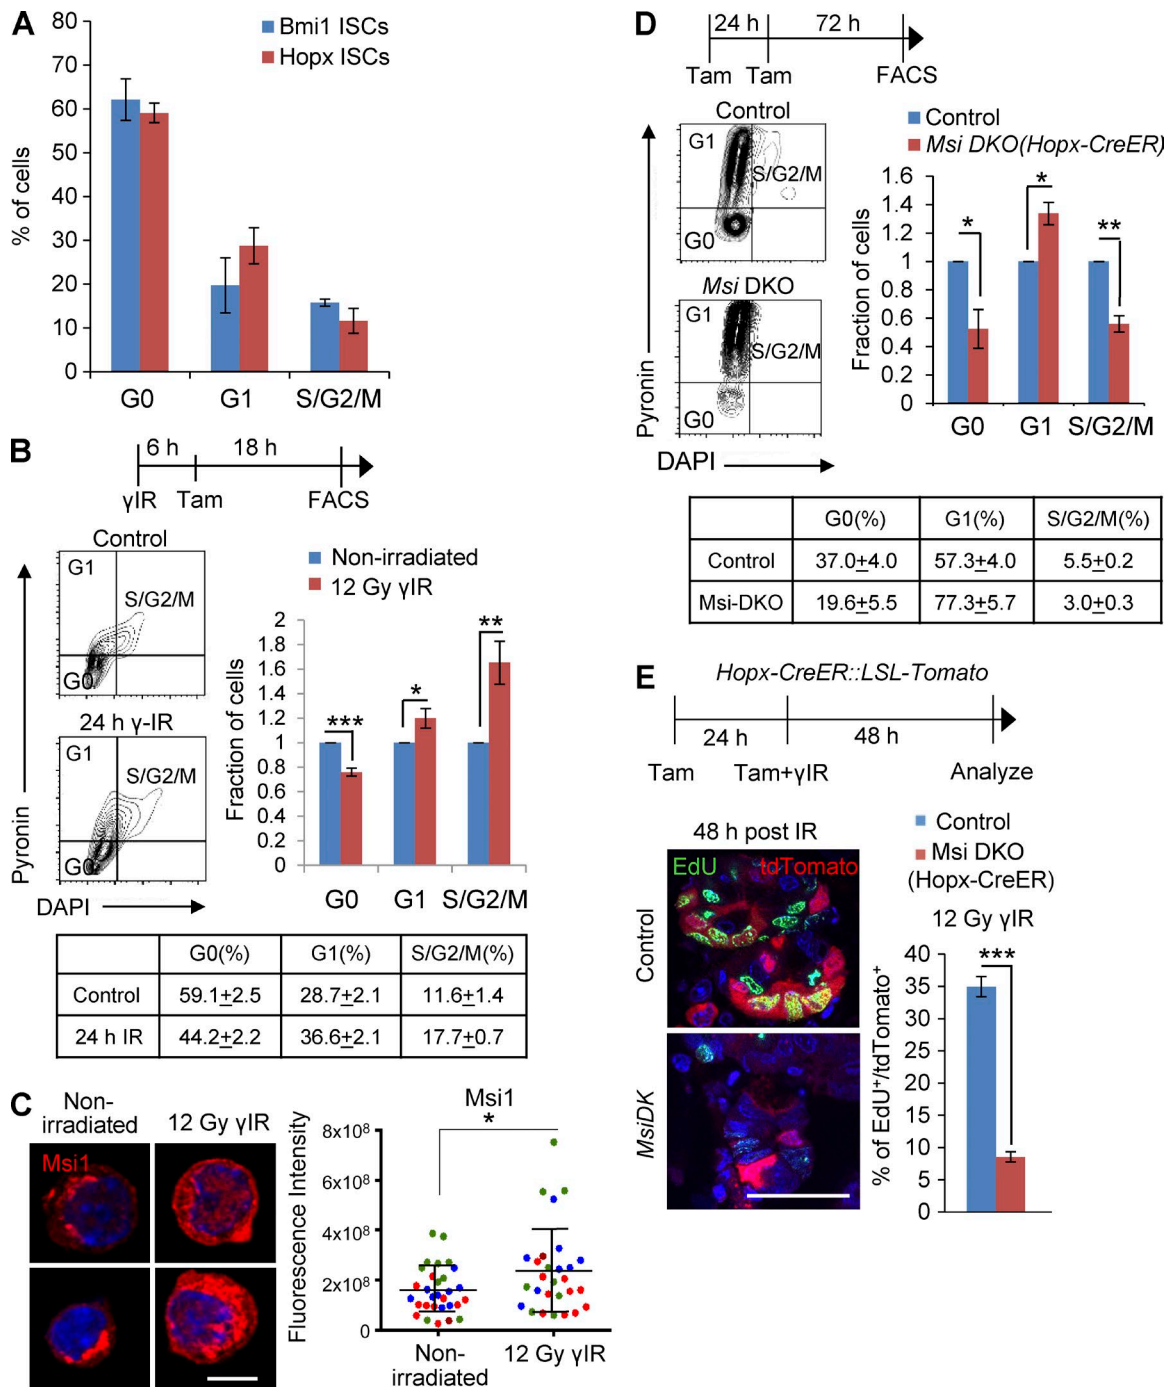 A
80
70
60
50
40
30
20
10
0
% of cells
Bmi1 ISCs
Hopx ISCs
G0 G1 S/G2/M
B
6 h 18 h
γIR Tam FACS
Control
G1
S/G2/M
G0
24 h γ-IR
G1
S/G2/M
G0
Pyronin
DAPI
Non-irradiated
12 Gy γIR
2
1.8
1.6
1.4
1.2
1
0.8
0.6
0.4
0.2
0
Fraction of cells
***
*
**
G0 G1 S/G2/M
G0(%) G1(%) S/G2/M(%)
Control 59.1±2.5 28.7±2.1 11.6±1.4
24 h IR 44.2±2.2 36.6±2.1 17.7±0.7
C
Non-
irradiated
12 Gy γIR
Msi1
Msi1
*
Fluorescence Intensity
8x10⁸
6x10⁸
4x10⁸
2x10⁸
0
Non-
irradiated
12 Gy γIR
D
24 h 72 h
Tam Tam FACS
Control
G1
S/G2/M
G0
Msi DKO
G1
S/G2/M
G0
Pyronin
DAPI
Control
Msi DKO(Hopx-CreER)
1.6
1.4
1.2
1
0.8
0.6
0.4
0.2
0
Fraction of cells
*
*
**
G0 G1 S/G2/M
G0(%) G1(%) S/G2/M(%)
Control 37.0±4.0 57.3±4.0 5.5±0.2
Msi-DKO 19.6±5.5 77.3±5.7 3.0±0.3
E
Hopx-CreER::LSL-Tomato
24 h 48 h
Tam Tam+γIR Analyze
48 h post IR
EdU tdTomato
Control
MsiDK
Control
Msi DKO
(Hopx-CreER)
12 Gy γIR
***
40
35
30
25
20
15
10
5
0
% of EdU⁺/tdTomato⁺